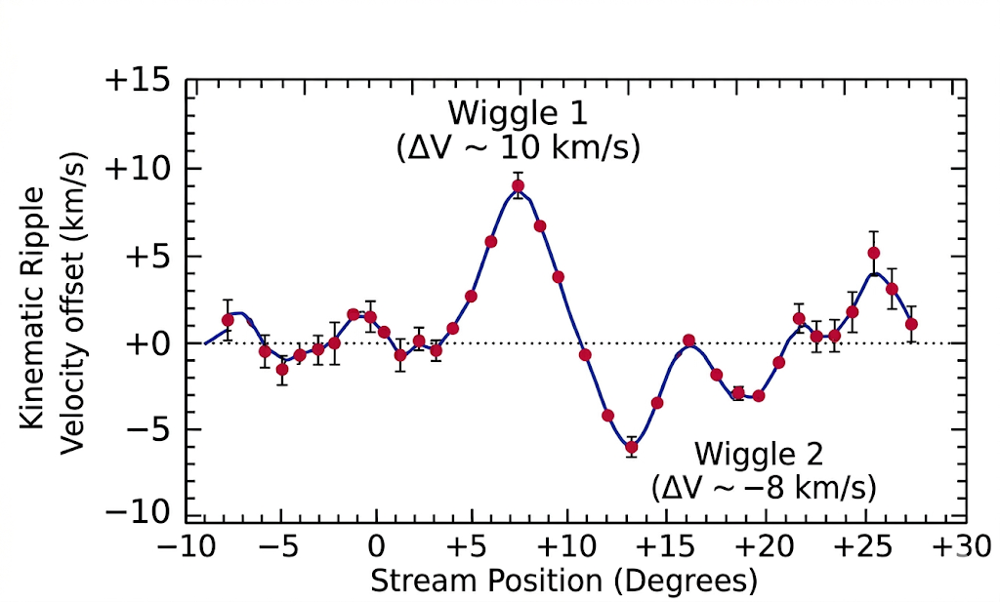 Wiggle 1
(ΔV ~ 10 km/s)
Wiggle 2
(ΔV ~ −8 km/s)
Kinematic Ripple
Velocity offset (km/s)
+15
+10
+5
+0
−5
−10
−10 −5 0 +5 +10 +15 +20 +25 +30
Stream Position (Degrees)